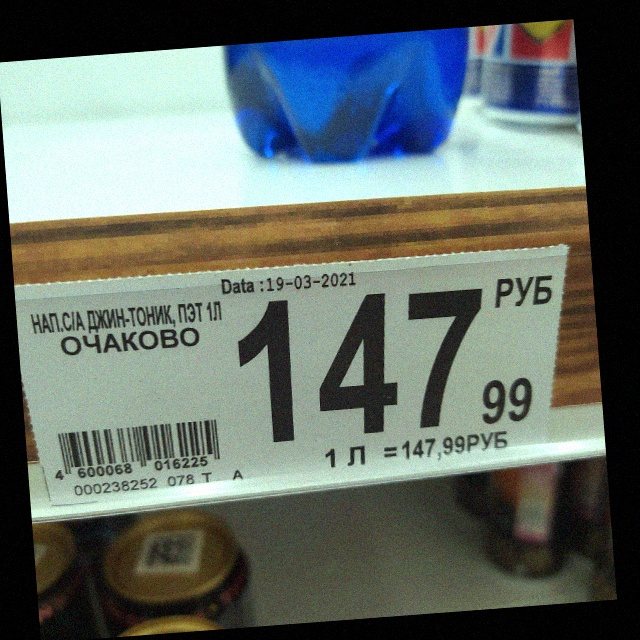 Data :19-03-2021
НАП.С/А ДЖИН-ТОНИК, ПЭТ 1Л
ОЧАКОВО
147 99 РУБ
1 Л =147,99РУБ
4 600068 016225
000238252 078 Т А